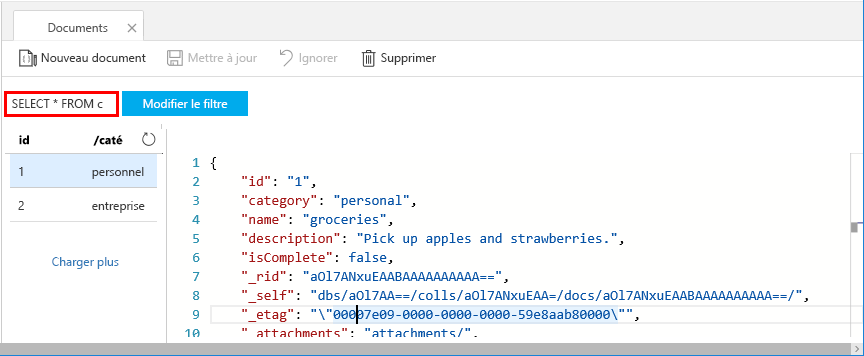 Documents
Nouveau document Mettre à jour Ignorer Supprimer
SELECT * FROM c Modifier le filtre
id /caté
1 personnel
2 entreprise
Charger plus
1 {
2 "id": "1",
3 "category": "personal",
4 "name": "groceries",
5 "description": "Pick up apples and strawberries.",
6 "isComplete": false,
7 "_rid": "aOl7ANxuEAABAAAAAAAAAA==",
8 "_self": "dbs/aOl7AA==/colls/aOl7ANxuEAA=/docs/aOl7ANxuEAABAAAAAAAAAA==/",
9 "_etag": "\"00007e09-0000-0000-0000-59e8aab80000\"",
10 "_attachments": "attachments/",